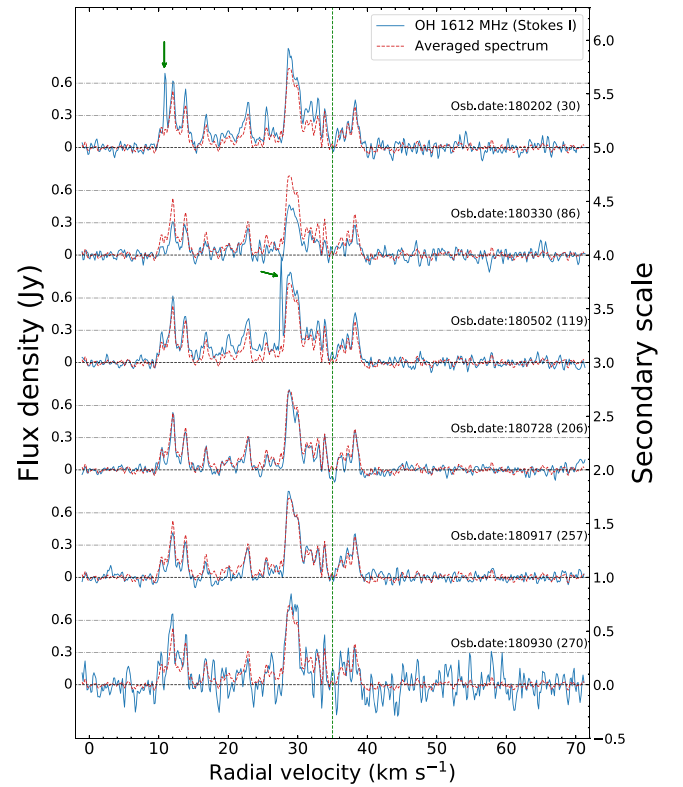 OH 1612 MHz (Stokes I)
Averaged spectrum
6.0
5.5
5.0
4.5
4.0
3.5
3.0
2.5
2.0
1.5
1.0
0.5
0.0
−0.5
0.6
0.3
0
Osb.date:180202 (30)
0.6
0.3
0
Osb.date:180330 (86)
0.6
0.3
0
Osb.date:180502 (119)
0.6
0.3
0
Osb.date:180728 (206)
0.6
0.3
0
Osb.date:180917 (257)
0.6
0.3
0
Osb.date:180930 (270)
Flux density (Jy)
Secondary scale
0 10 20 30 40 50 60 70
Radial velocity (km s⁻¹)